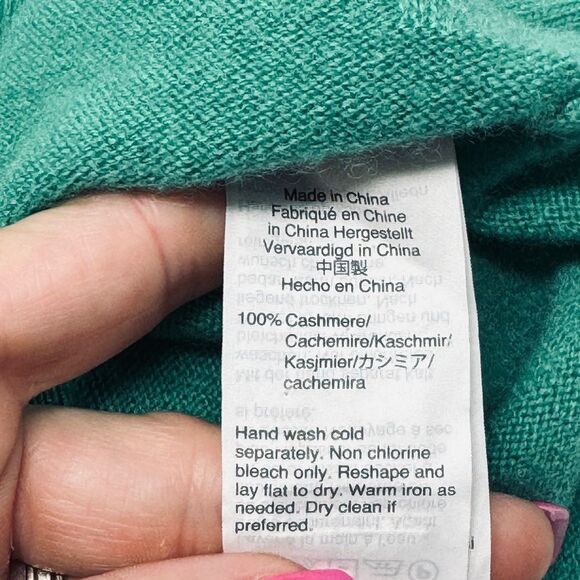 Made in China
Fabriqué en Chine
in China Hergestellt
Vervaardigd in China
中国製
Hecho en China
100% Cashmere/
Cachemire/Kaschmir/
Kasjmier/カシミア/
cachemira
Hand wash cold
separately. Non chlorine
bleach only. Reshape and
lay flat to dry. Warm iron as
needed. Dry clean if
preferred.